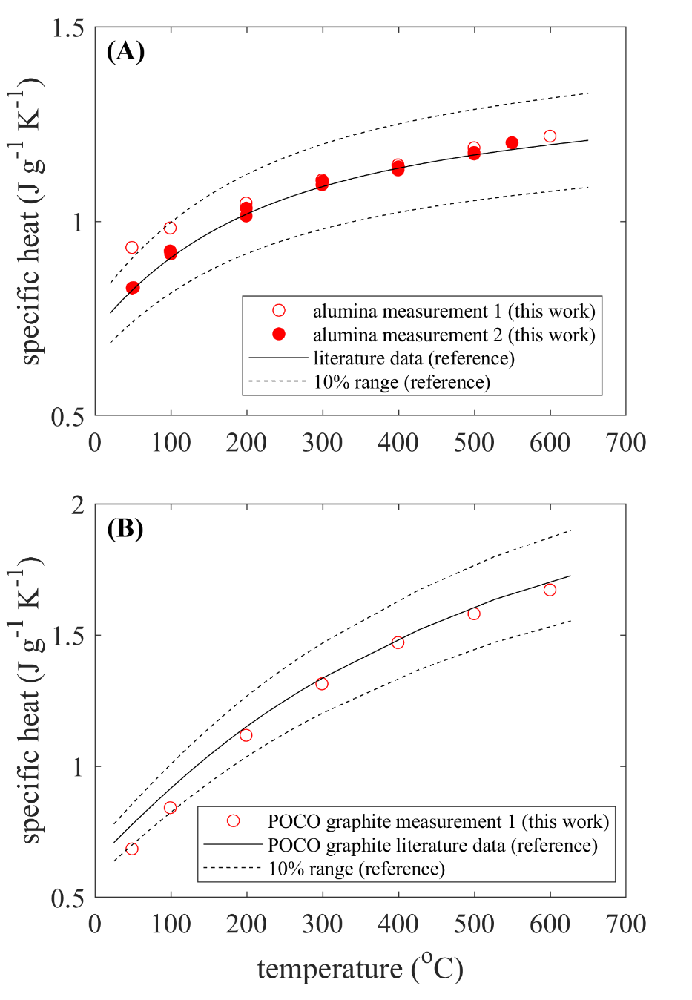 1.5
(A)
specific heat (J g⁻¹ K⁻¹)
1
alumina measurement 1 (this work)
alumina measurement 2 (this work)
literature data (reference)
10% range (reference)
0.5
0 100 200 300 400 500 600 700
2
(B)
specific heat (J g⁻¹ K⁻¹)
1.5
1
POCO graphite measurement 1 (this work)
POCO graphite literature data (reference)
10% range (reference)
0.5
0 100 200 300 400 500 600 700
temperature (°C)